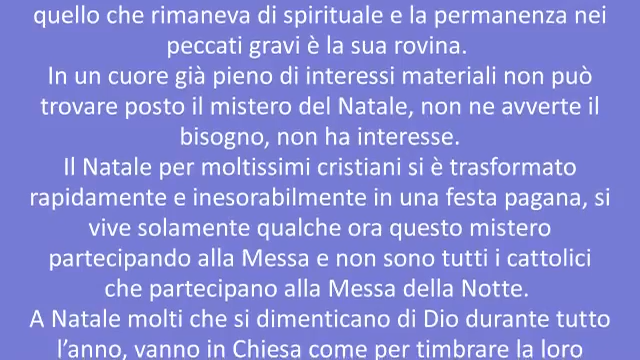 quello che rimaneva di spirituale e la permanenza nei
peccati gravi è la sua rovina.
In un cuore già pieno di interessi materiali non può
trovare posto il mistero del Natale, non ne avverte il
bisogno, non ha interesse.
Il Natale per moltissimi cristiani si è trasformato
rapidamente e inesorabilmente in una festa pagana, si
vive solamente qualche ora questo mistero
partecipando alla Messa e non sono tutti i cattolici
che partecipano alla Messa della Notte.
A Natale molti che si dimenticano di Dio durante tutto
l’anno, vanno in Chiesa come per timbrare la loro